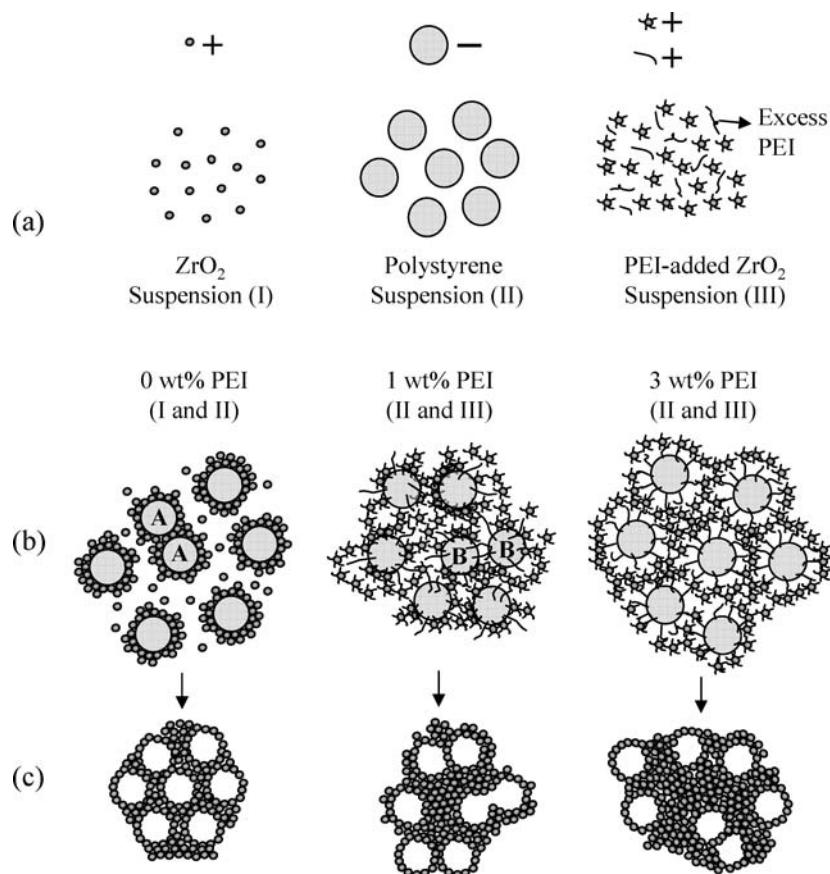 +
−
+
+
Excess
PEI
(a)
ZrO₂
Suspension (I)
Polystyrene
Suspension (II)
PEI-added ZrO₂
Suspension (III)
0 wt% PEI
(I and II)
1 wt% PEI
(II and III)
3 wt% PEI
(II and III)
(b)
A
A
B
B
(c)